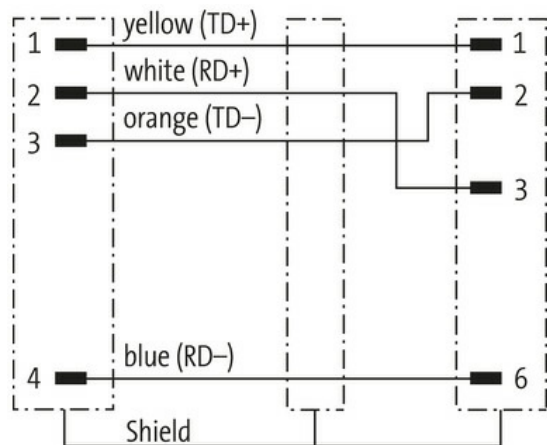 1 yellow (TD+) 1
2 white (RD+) 2
3 orange (TD–)
3
4 blue (RD–) 6
Shield